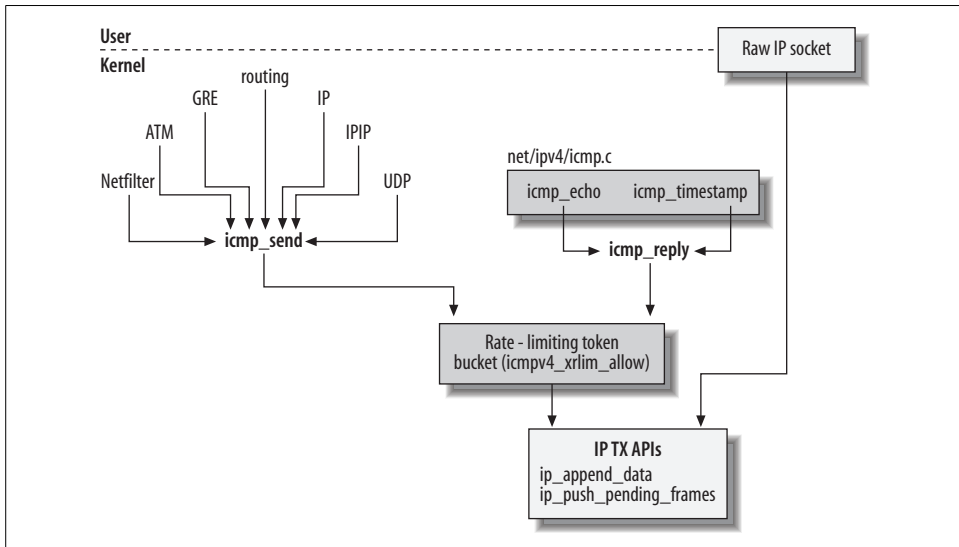 User
Raw IP socket
Kernel
routing
GRE
IP
ATM
IPIP
net/ipv4/icmp.c
Netfilter
UDP
icmp_echo
icmp_timestamp
icmp_send
icmp_reply
Rate - limiting token
bucket (icmpv4_xrlim_allow)
IP TX APIs
ip_append_data
ip_push_pending_frames